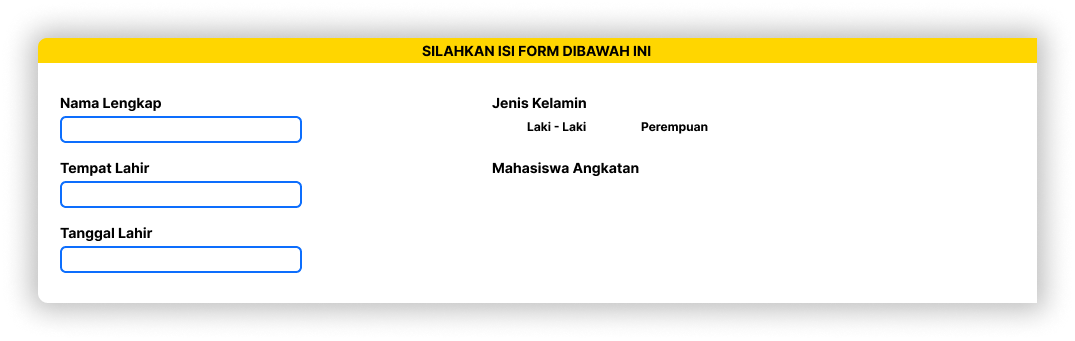 SILAHKAN ISI FORM DIBAWAH INI
Nama Lengkap
Tempat Lahir
Tanggal Lahir
Jenis Kelamin
Laki - Laki Perempuan
Mahasiswa Angkatan